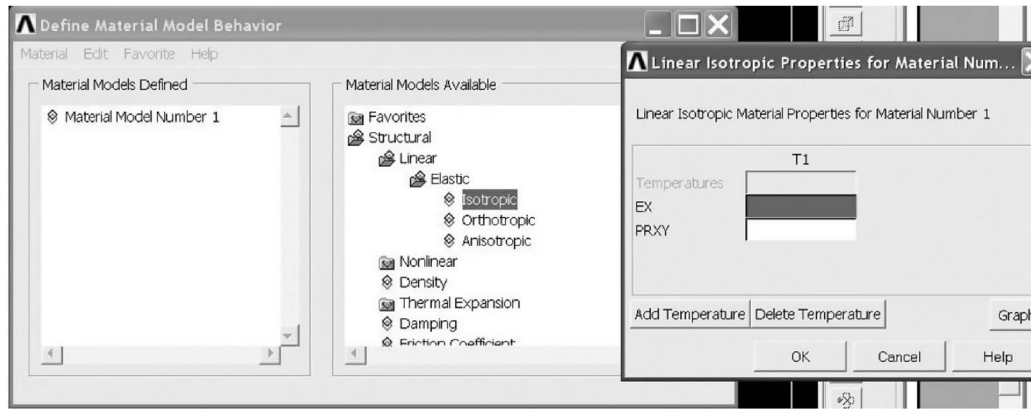 Define Material Model Behavior
Material Edit Favorite Help
Material Models Defined
Material Model Number 1
Material Models Available
Favorites
Structural
Linear
Elastic
Isotropic
Orthotropic
Anisotropic
Nonlinear
Density
Thermal Expansion
Damping
Friction Coefficient
Linear Isotropic Properties for Material Num...
Linear Isotropic Material Properties for Material Number 1
T1
Temperatures
EX
PRXY
Add Temperature Delete Temperature Graph
OK Cancel Help